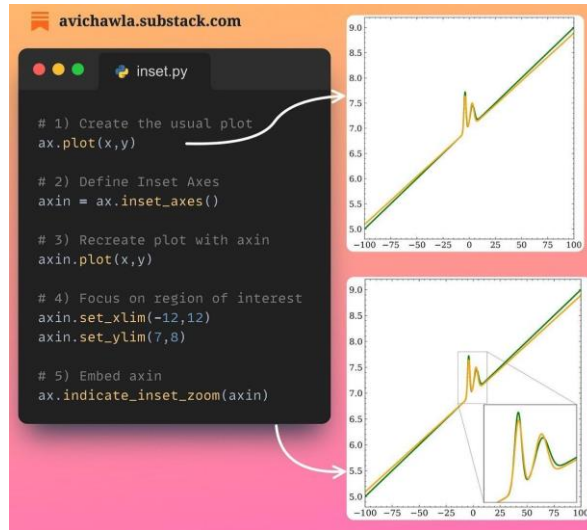 avichawla.substack.com
inset.py
# 1) Create the usual plot
ax.plot(x,y)
# 2) Define Inset Axes
axin = ax.inset_axes()
# 3) Recreate plot with axin
axin.plot(x,y)
# 4) Focus on region of interest
axin.set_xlim(-12,12)
axin.set_ylim(7,8)
# 5) Embed axin
ax.indicate_inset_zoom(axin)
9.0
8.5
8.0
7.5
7.0
6.5
6.0
5.5
5.0
−100 −75 −50 −25 0 25 50 75 100
9.0
8.5
8.0
7.5
7.0
6.5
6.0
5.5
5.0
−100 −75 −50 −25 0 25 50 75 100